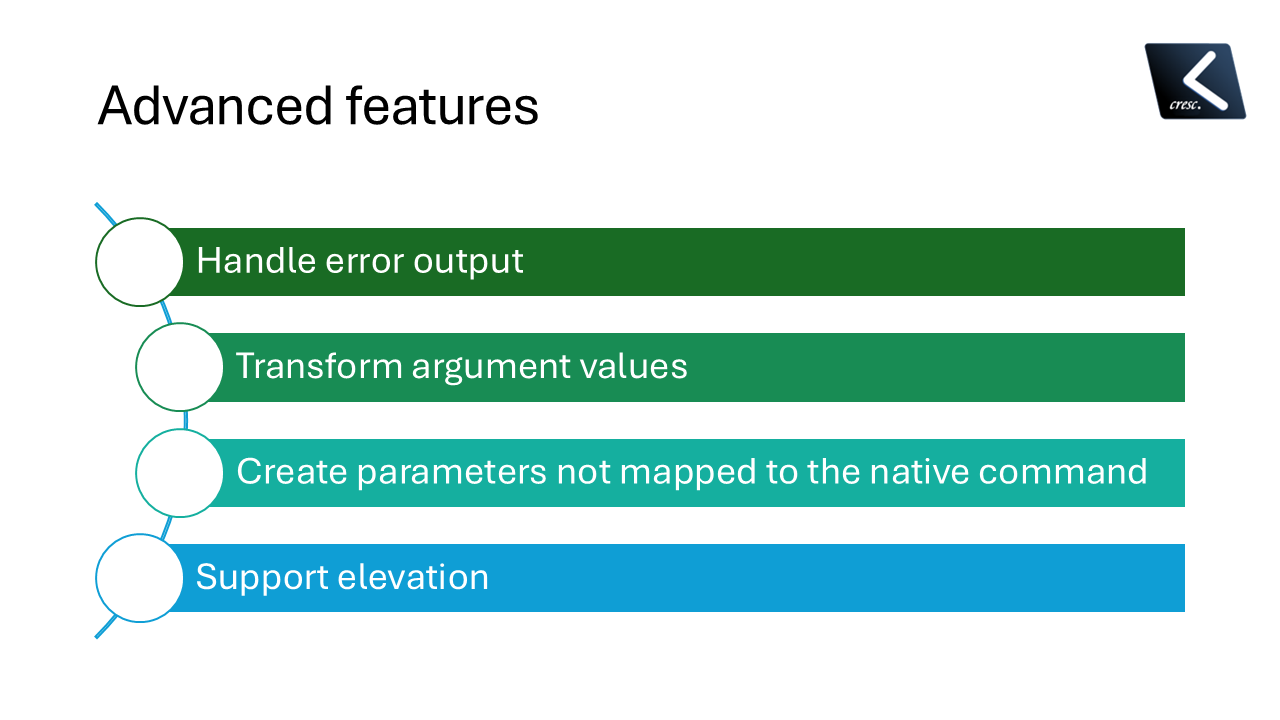 Advanced features
cresc.
Handle error output
Transform argument values
Create parameters not mapped to the native command
Support elevation